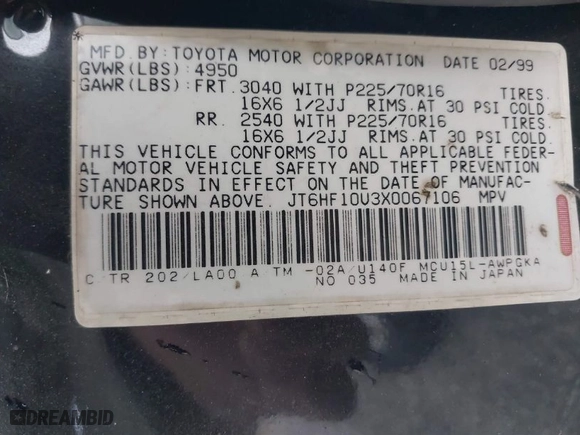 MFD.BY:TOYOTA MOTOR CORPORATION DATE 02/99
GVWR(LBS):4950
GAWR(LBS):FRT.3040 WITH P225/70R16 TIRES.
16X6 1/2JJ RIMS.AT 30 PSI COLD
RR. 2540 WITH P225/70R16 TIRES.
16X6 1/2JJ RIMS.AT 30 PSI COLD.
THIS VEHICLE CONFORMS TO ALL APPLICABLE FEDER-
AL MOTOR VEHICLE SAFETY AND THEFT PREVENTION
STANDARDS IN EFFECT ON THE DATE OF MANUFAC-
TURE SHOWN ABOVE. JT6HF10U3X0067106 MPV
C/TR 202/LA00 A/TM -02A/U140F MCU15L-AWPGKA
NO 035 MADE IN JAPAN
DREAMBID